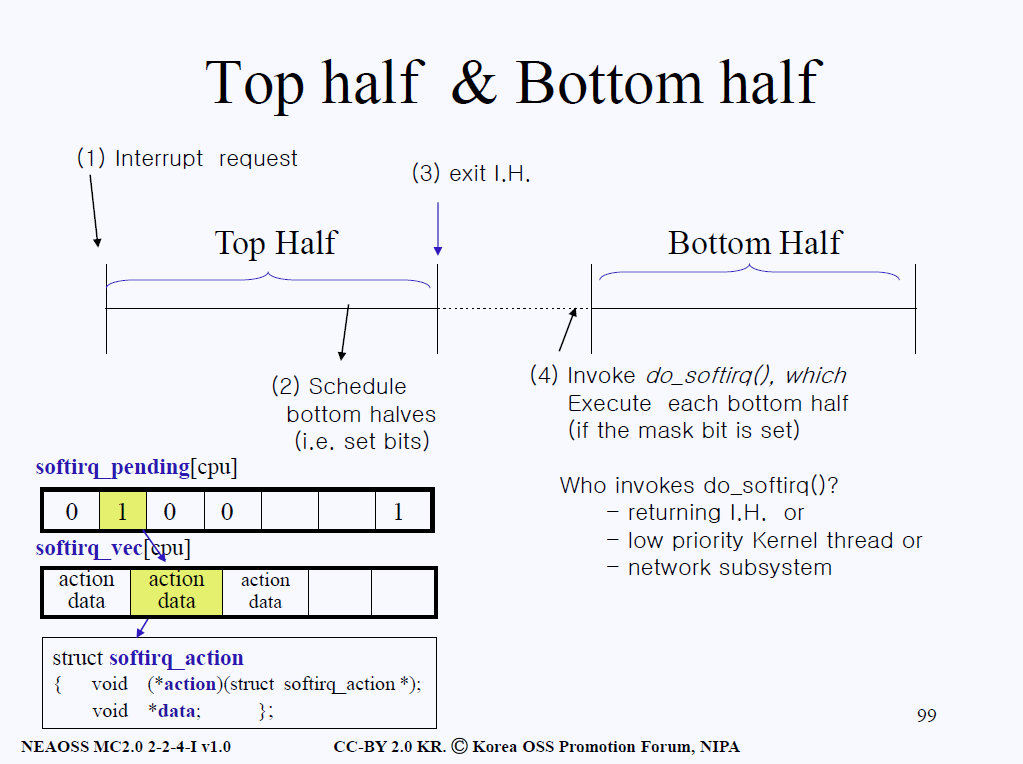 Top half & Bottom half
(1) Interrupt request
(3) exit I.H.
Top Half
Bottom Half
(2) Schedule
bottom halves
(i.e. set bits)
(4) Invoke do_softirq(), which
Execute each bottom half
(if the mask bit is set)
softirq_pending[cpu]
0 1 0 0 1
softirq_vec[cpu]
action action action
data data data
struct softirq_action
{ void (*action)(struct softirq_action *);
void *data; };
Who invokes do_softirq()?
- returning I.H. or
- low priority Kernel thread or
- network subsystem
99
NEAOSS MC2.0 2-2-4-I v1.0 CC-BY 2.0 KR. Ⓒ Korea OSS Promotion Forum, NIPA